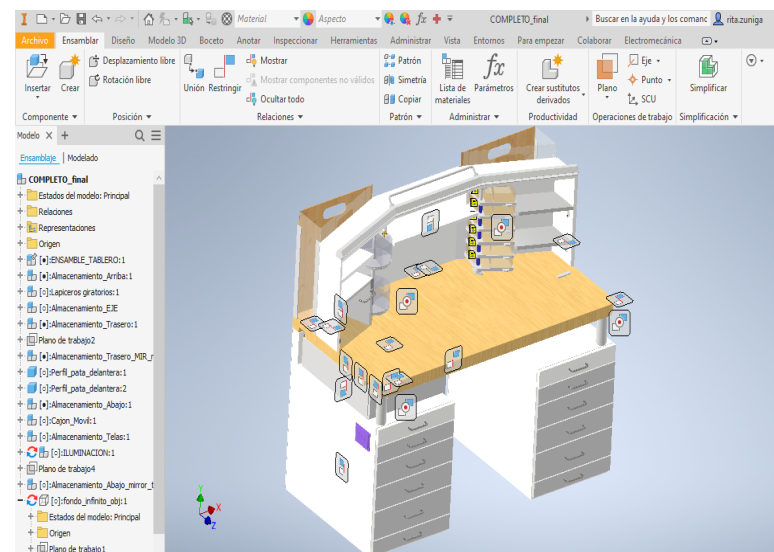 Material
Aspecto
fx
COMPLETO_final
Buscar en la ayuda y los comanc
rita.zuniga
Archivo Ensamblar Diseño Modelo 3D Boceto Anotar Inspeccionar Herramientas Administrar Vista Entornos Para empezar Colaborar Electromecánica
Insertar
Crear
Desplazamiento libre
Rotación libre
Unión
Restringir
Mostrar
Mostrar componentes no válidos
Ocultar todo
Patrón
Simetría
Copiar
Lista de materiales
fx
Parámetros
Crear sustitutos derivados
Plano
Eje
Punto
SCU
Simplificar
Componente Posición Relaciones Patrón Administrar Productividad Operaciones de trabajo Simplificación
Modelo
Ensamblaje Modelado
COMPLETO_final
Estados del modelo: Principal
Relaciones
Representaciones
Origen
[●]:ENSAMBLE_TABLERO:1
[●]:Almacenamiento_Arriba:1
[○]:Lapiceros giratorios:1
[○]:Almacenamiento_EJE
[●]:Almacenamiento_Trasero:1
Plano de trabajo2
[●]:Almacenamiento_Trasero_MIR_r
[○]:Perfil_pata_delantera:1
[○]:Perfil_pata_delantera:2
[●]:Almacenamiento_Abajo:1
[○]:Cajon_Movil:1
[○]:Almacenamiento_Telas:1
[○]:ILUMINACION:1
Plano de trabajo4
[○]:Almacenamiento_Abajo_mirror_t
[○]:fondo_infinito_obj:1
Estados del modelo: Principal
Origen
Plano de trabajo1
Y
X
Z